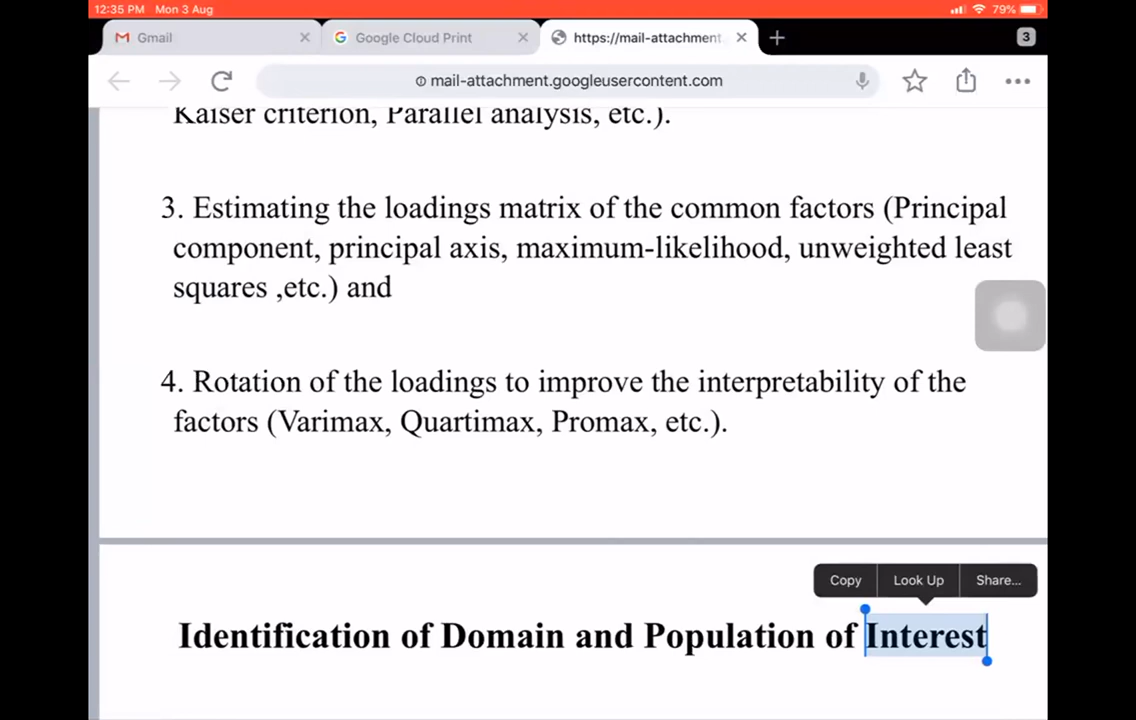 12:35 PM Mon 3 Aug 79%
Gmail Google Cloud Print https://mail-attachment. 3
mail-attachment.googleusercontent.com
Kaiser criterion, Parallel analysis, etc.).
3. Estimating the loadings matrix of the common factors (Principal
component, principal axis, maximum-likelihood, unweighted least
squares ,etc.) and
4. Rotation of the loadings to improve the interpretability of the
factors (Varimax, Quartimax, Promax, etc.).
Copy Look Up Share...
Identification of Domain and Population of Interest